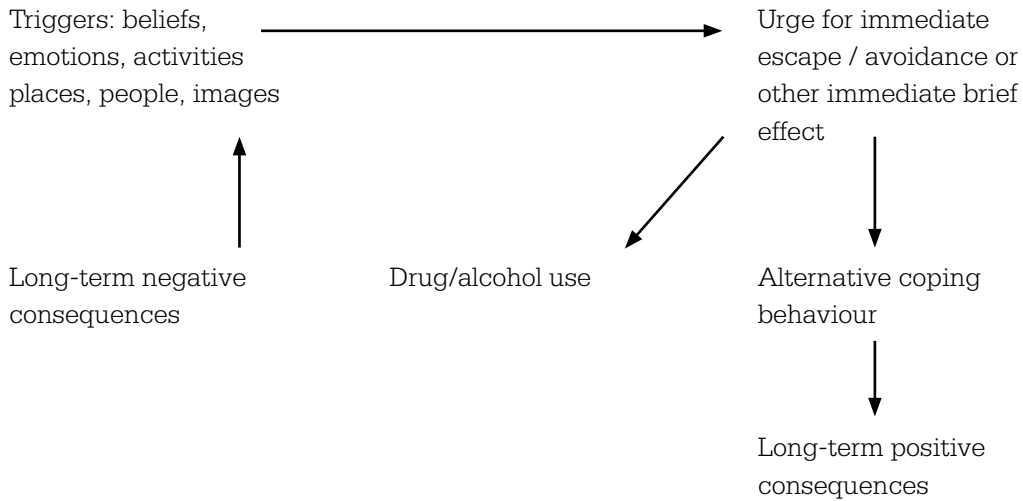 Triggers: beliefs,
emotions, activities
places, people, images
Urge for immediate
escape / avoidance or
other immediate brief
effect
Long-term negative
consequences
Drug/alcohol use
Alternative coping
behaviour
Long-term positive
consequences